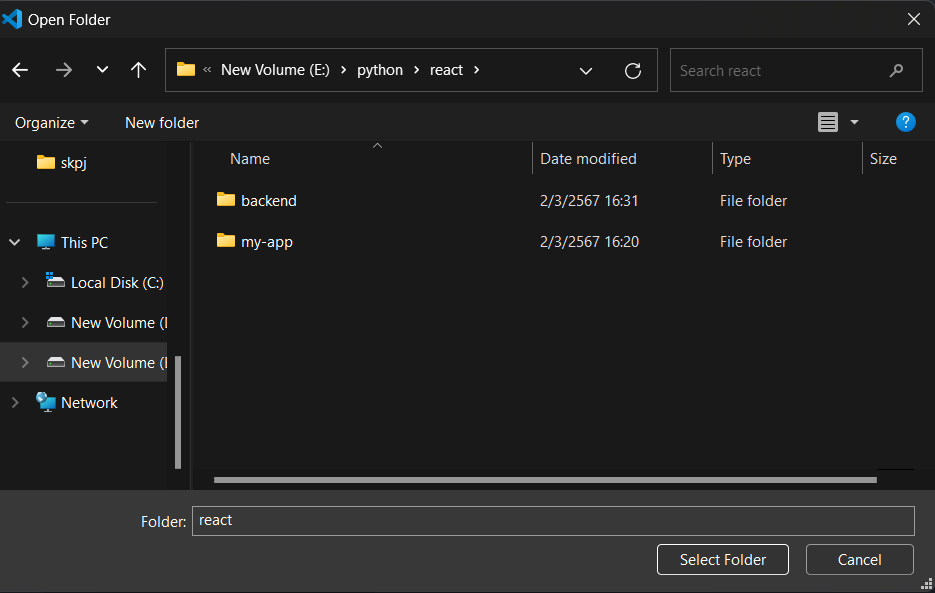 Open Folder
« New Volume (E:) > python > react >
Search react
Organize
New folder
?
skpj
This PC
Local Disk (C:)
New Volume (
New Volume (
Network
Name Date modified Type Size
backend 2/3/2567 16:31 File folder
my-app 2/3/2567 16:20 File folder
Folder: react
Select Folder Cancel